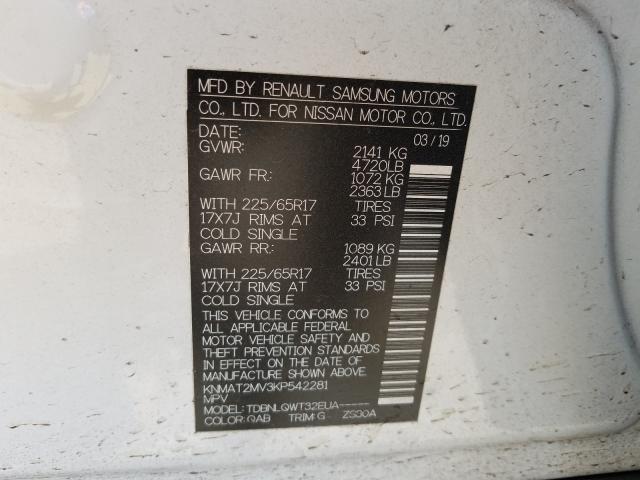 MFD BY RENAULT SAMSUNG MOTORS
CO., LTD. FOR NISSAN MOTOR CO., LTD.
DATE: 03/19
GVWR: 2141 KG
4720LB
GAWR FR: 1072 KG
2363 LB
WITH 225/65R17 TIRES
17X7J RIMS AT 33 PSI
COLD SINGLE
GAWR RR: 1089 KG
2401 LB
WITH 225/65R17 TIRES
17X7J RIMS AT 33 PSI
COLD SINGLE
THIS VEHICLE CONFORMS TO
ALL APPLICABLE FEDERAL
MOTOR VEHICLE SAFETY AND
THEFT PREVENTION STANDARDS
IN EFFECT ON THE DATE OF
MANUFACTURE SHOWN ABOVE.
KNMAT2MV3KP542281
MPV
MODEL: TDBNLQWT32EUA-----
COLOR:QAB TRIM:G ZS30A